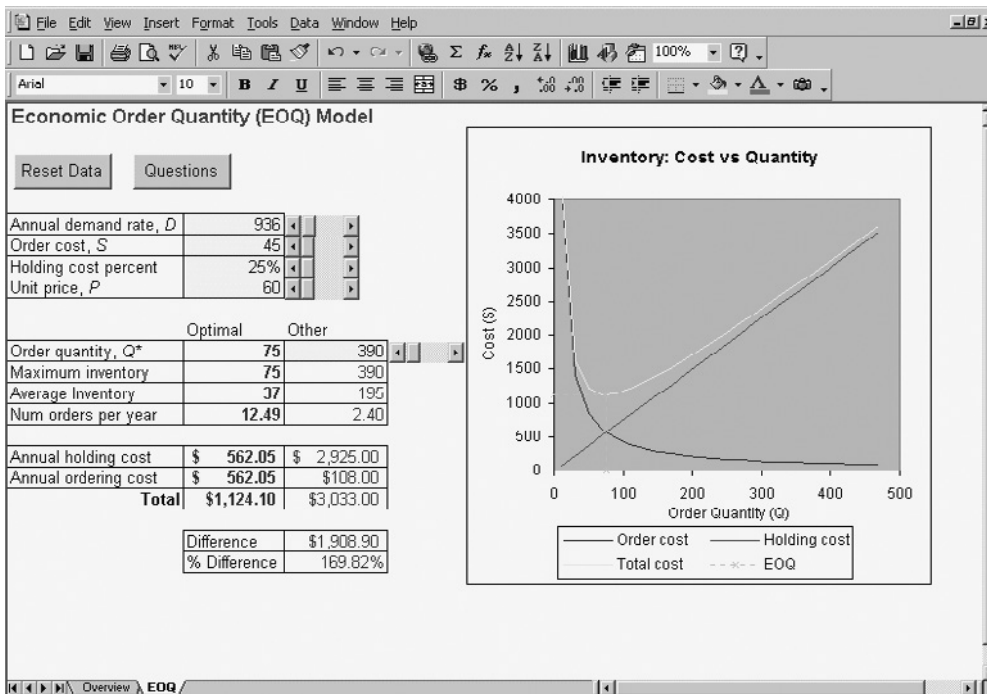 File Edit View Insert Format Tools Data Window Help
100%
Arial 10 B I U $ % ,
Economic Order Quantity (EOQ) Model
Reset Data Questions
Annual demand rate, D 936
Order cost, S 45
Holding cost percent 25%
Unit price, P 60
Optimal Other
Order quantity, Q* 75 390
Maximum inventory 75 390
Average Inventory 37 195
Num orders per year 12.49 2.40
Annual holding cost $ 562.05 $ 2,925.00
Annual ordering cost $ 562.05 $108.00
Total $1,124.10 $3,033.00
Difference $1,908.90
% Difference 169.82%
Inventory: Cost vs Quantity
Cost ($)
4000
3500
3000
2500
2000
1500
1000
500
0
0 100 200 300 400 500
Order Quantity (Q)
Order cost Holding cost
Total cost EOQ
Overview EOQ